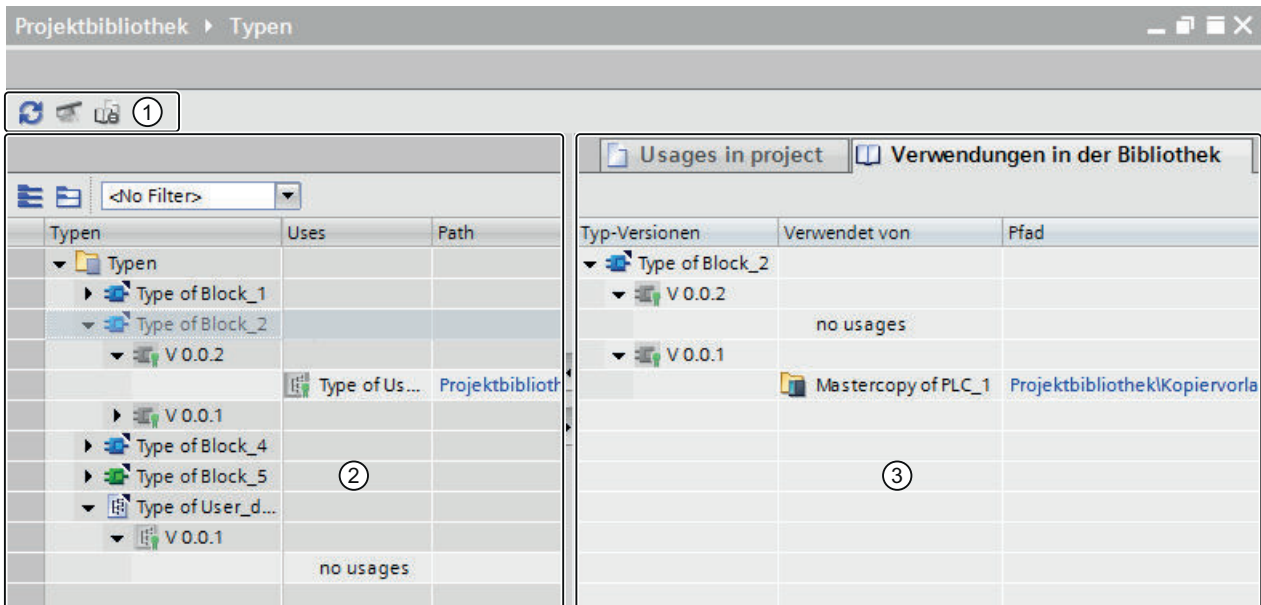 Projektbibliothek ▸ Typen
1
Usages in project Verwendungen in der Bibliothek
<No Filter>
Typen Uses Path Typ-Versionen Verwendet von Pfad
Typen Type of Block_2
Type of Block_1 V 0.0.2
Type of Block_2 no usages
V 0.0.2 V 0.0.1
Type of Us... Projektbiblioth Mastercopy of PLC_1 Projektbibliothek\Kopiervorla
V 0.0.1
Type of Block_4
Type of Block_5 2 3
Type of User_d...
V 0.0.1
no usages